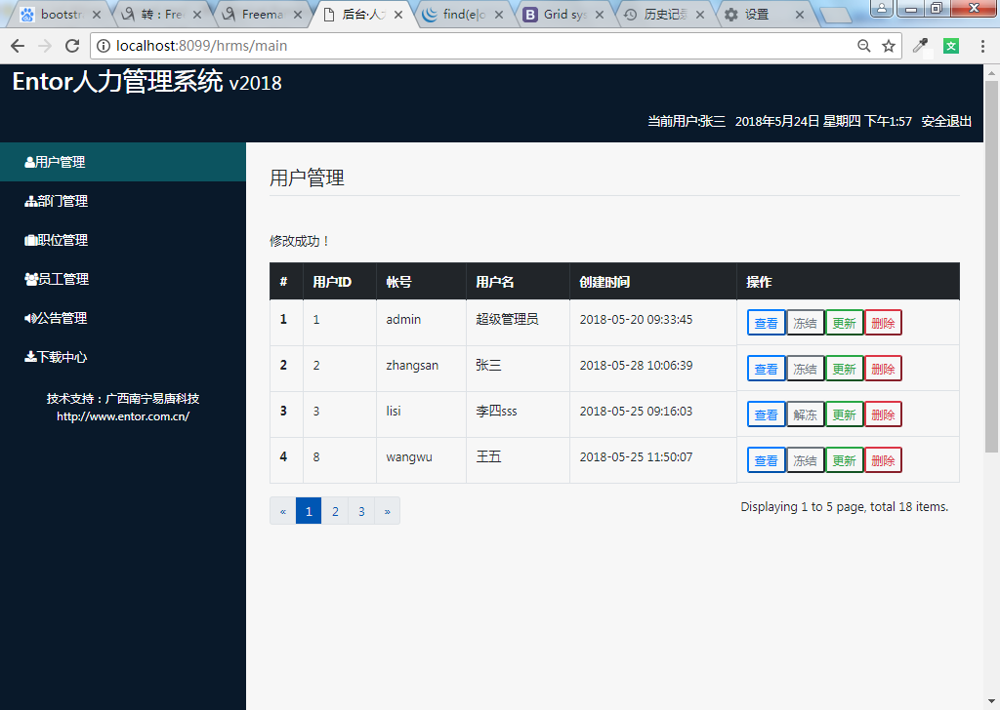 bootstr
转：Fre
Freema
后台·人
find(e|o
Grid sys
历史记录
设置
localhost:8099/hrms/main
Entor人力管理系统 v2018
当前用户:张三 2018年5月24日 星期四 下午1:57 安全退出
用户管理
部门管理
职位管理
员工管理
公告管理
下载中心
技术支持：广西南宁易唐科技
http://www.entor.com.cn/
用户管理
修改成功！
# 用户ID 帐号 用户名 创建时间 操作
1 1 admin 超级管理员 2018-05-20 09:33:45 查看 冻结 更新 删除
2 2 zhangsan 张三 2018-05-28 10:06:39 查看 冻结 更新 删除
3 3 lisi 李四sss 2018-05-25 09:16:03 查看 解冻 更新 删除
4 8 wangwu 王五 2018-05-25 11:50:07 查看 冻结 更新 删除
« 1 2 3 »
Displaying 1 to 5 page, total 18 items.